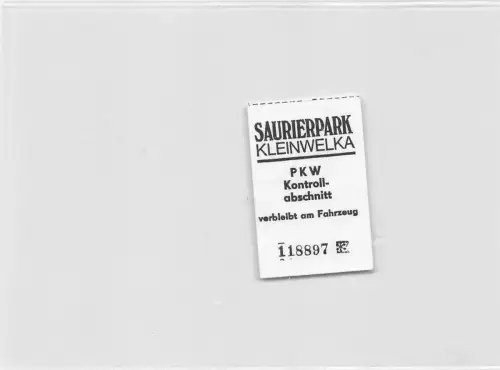 SAURIERPARK
KLEINWELKA
PKW
Kontroll-
abschnitt
verbleibt am Fahrzeug
118897